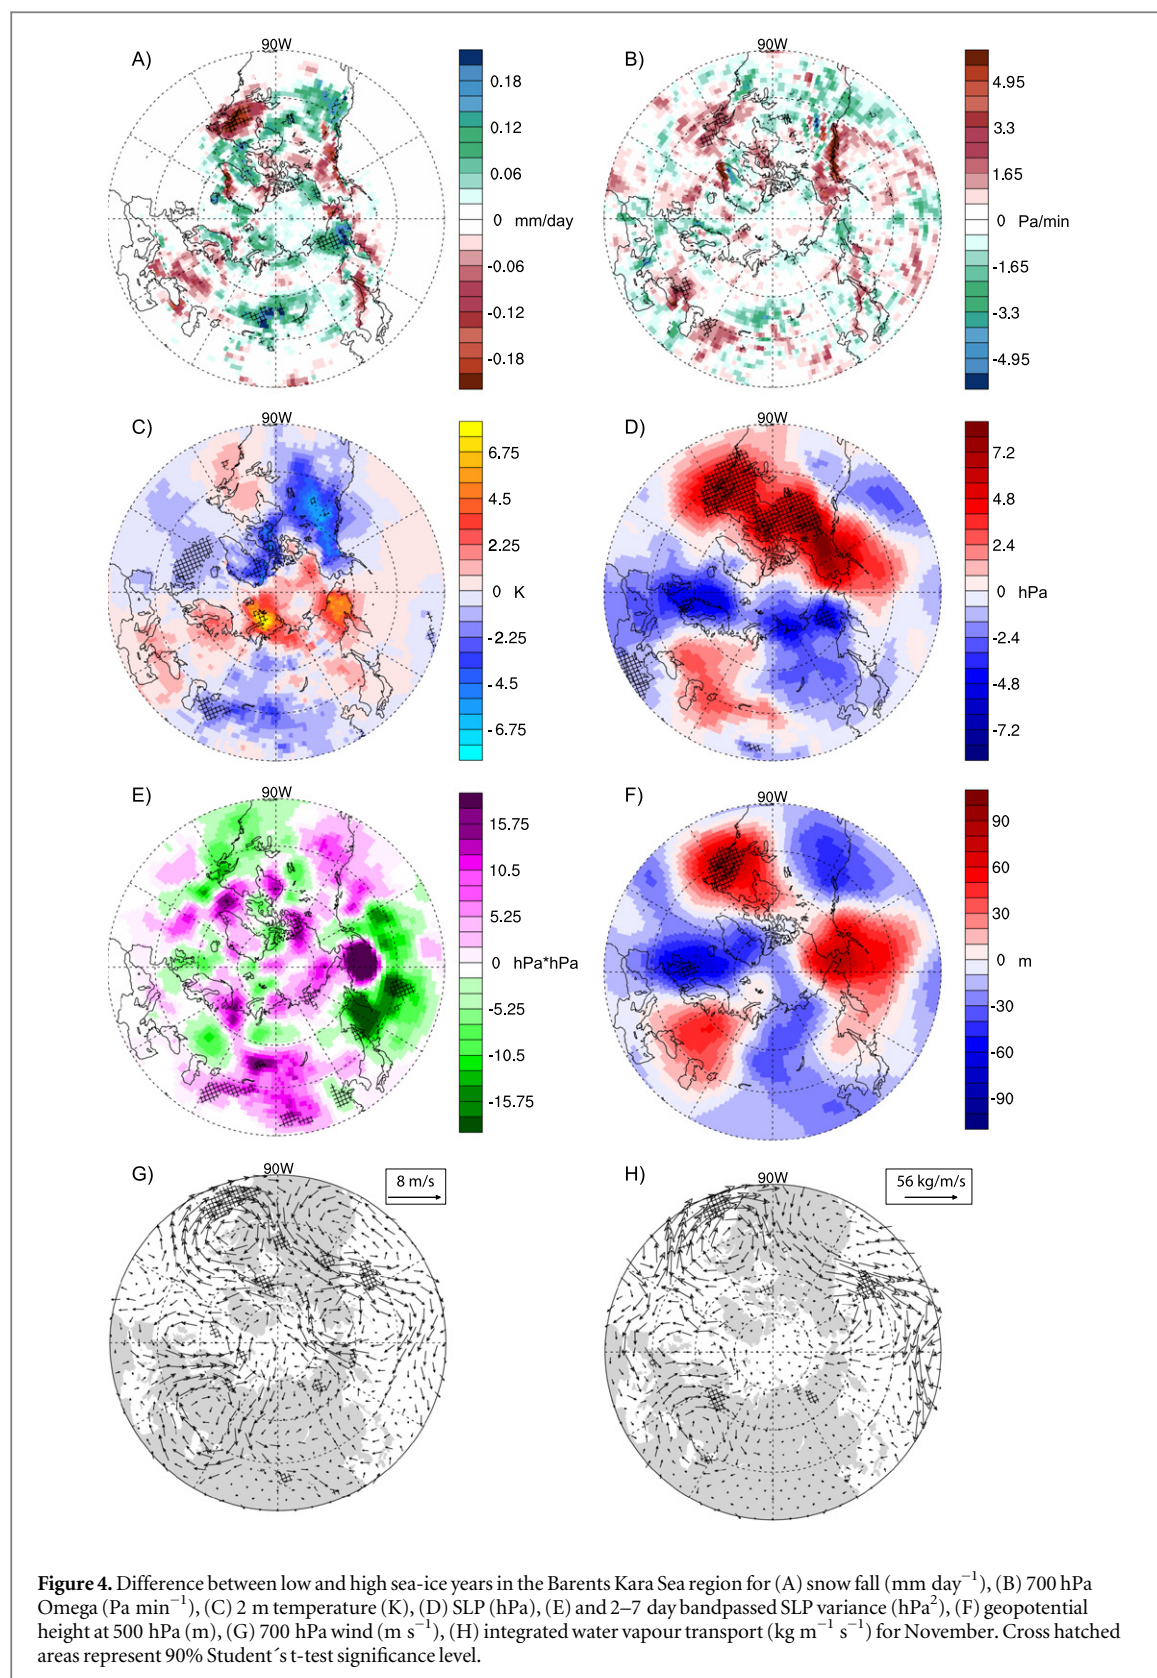 A)
90W
0.18
0.12
0.06
0 mm/day
-0.06
-0.12
-0.18
B)
90W
4.95
3.3
1.65
0 Pa/min
-1.65
-3.3
-4.95
C)
90W
6.75
4.5
2.25
0 K
-2.25
-4.5
-6.75
D)
90W
7.2
4.8
2.4
0 hPa
-2.4
-4.8
-7.2
E)
90W
15.75
10.5
5.25
0 hPa*hPa
-5.25
-10.5
-15.75
F)
90W
90
60
30
0 m
-30
-60
-90
G)
90W
8 m/s
H)
90W
56 kg/m/s
Figure 4. Difference between low and high sea-ice years in the Barents Kara Sea region for (A) snow fall (mm day⁻¹), (B) 700 hPa
Omega (Pa min⁻¹), (C) 2 m temperature (K), (D) SLP (hPa), (E) and 2–7 day bandpassed SLP variance (hPa²), (F) geopotential
height at 500 hPa (m), (G) 700 hPa wind (m s⁻¹), (H) integrated water vapour transport (kg m⁻¹ s⁻¹) for November. Cross hatched
areas represent 90% Student´s t-test significance level.